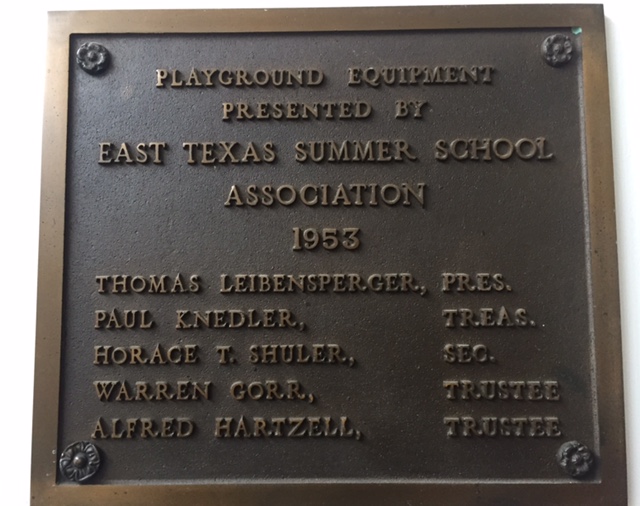 PLAYGROUND EQUIPMENT
PRESENTED BY
EAST TEXAS SUMMER SCHOOL
ASSOCIATION
1953
THOMAS LEIBENSPERGER, PRES.
PAUL KNEDLER, TREAS.
HORACE T. SHULER, SEC.
WARREN GORR, TRUSTEE
ALFRED HARTZELL, TRUSTEE